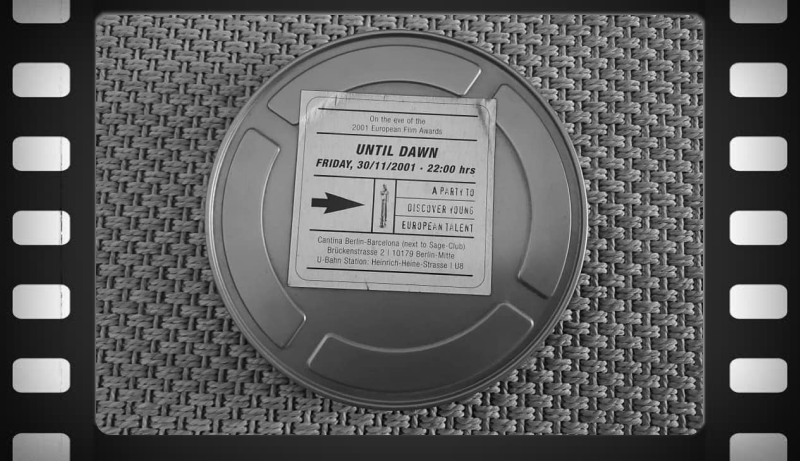 On the eve of the
2001 European Film Awards
UNTIL DAWN
FRIDAY, 30/11/2001 - 22:00 hrs
A PARTY TO
DISCOVER YOUNG
EUROPEAN TALENT
Cantina Berlin-Barcelona (next to Sage-Club)
Brückenstrasse 2 | 10179 Berlin-Mitte
U-Bahn Station: Heinrich-Heine-Strasse | U8